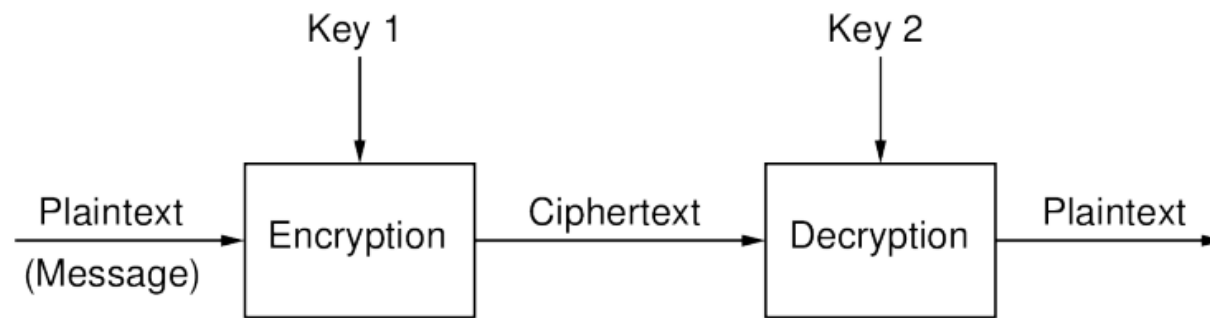 Key 1
Key 2
Plaintext
(Message)
Encryption
Ciphertext
Decryption
Plaintext